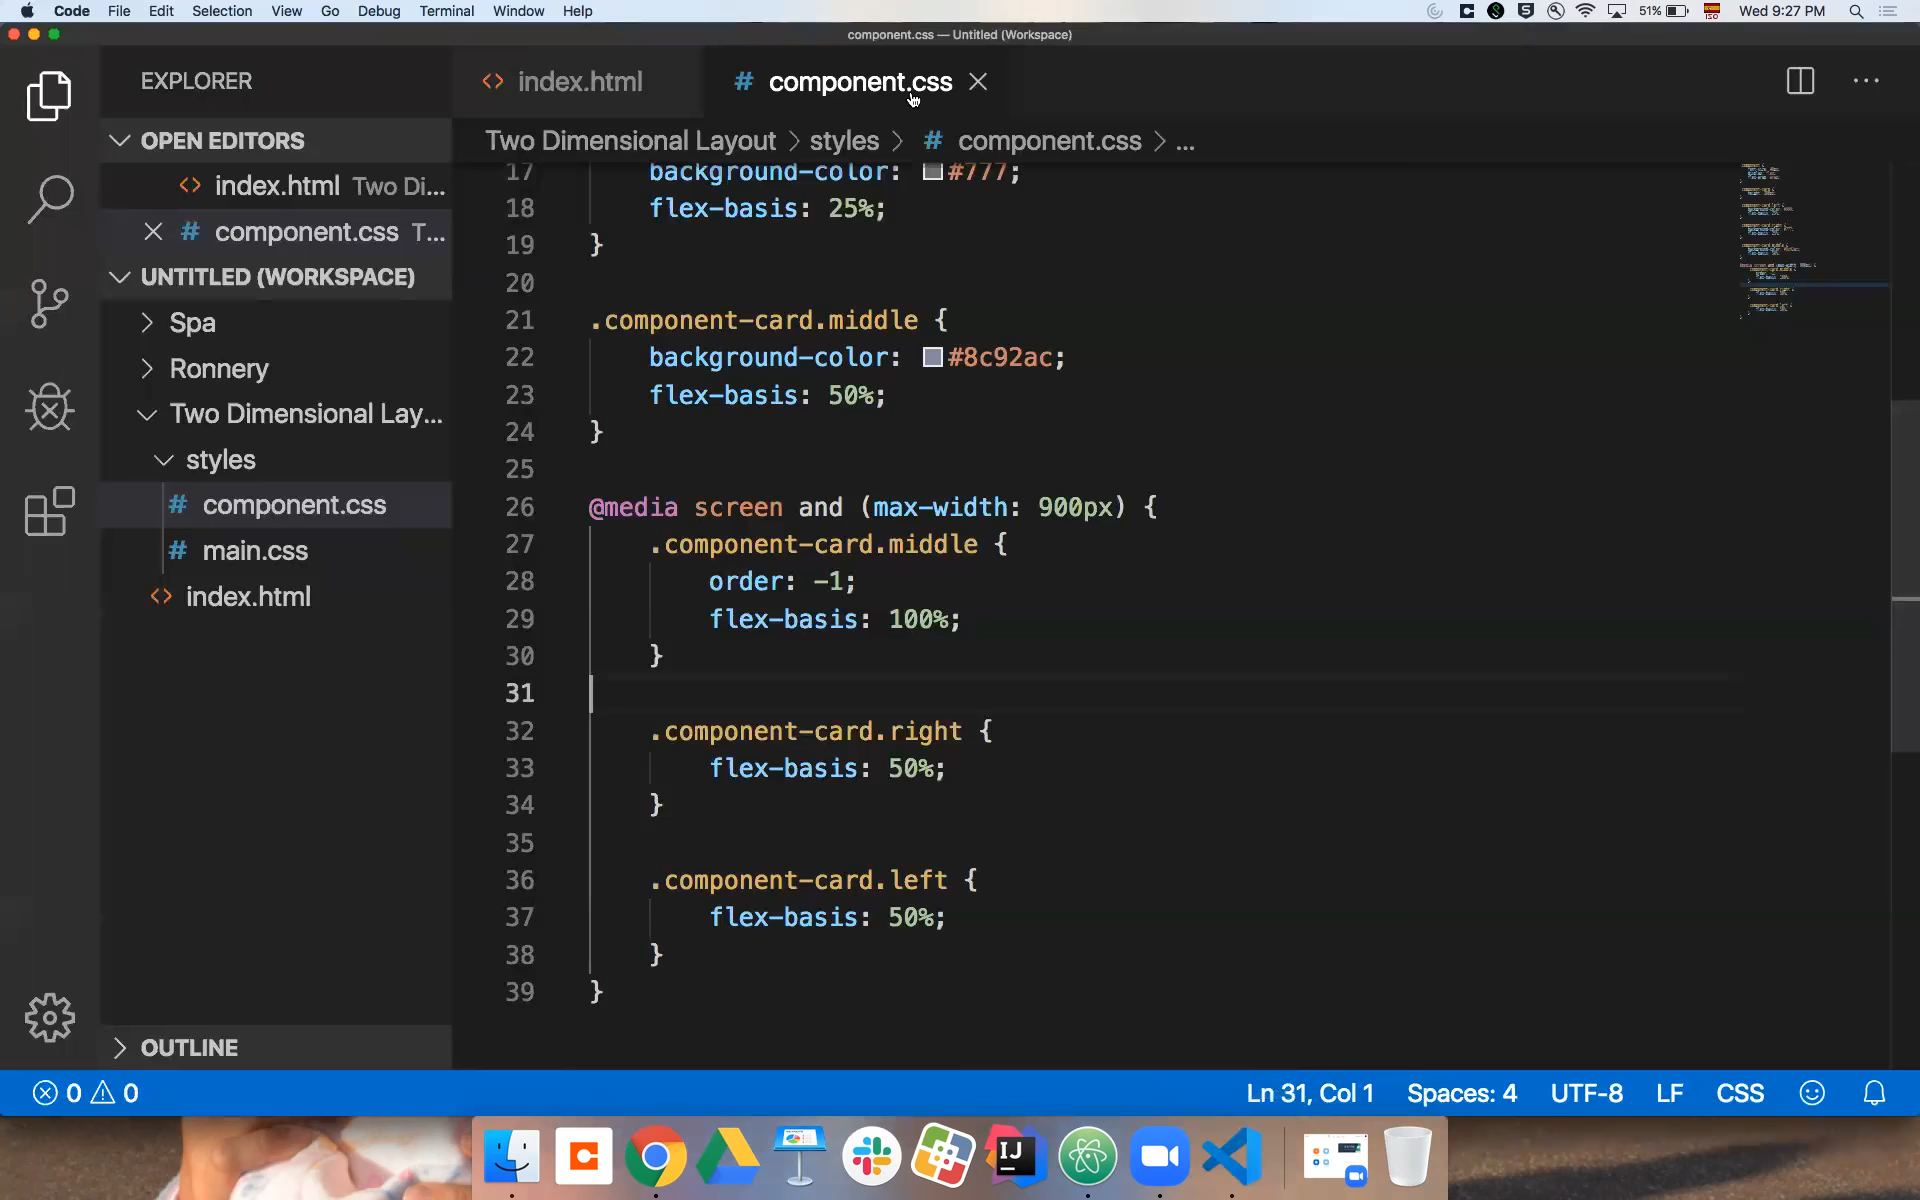 Code File Edit Selection View Go Debug Terminal Window Help
51% ISO Wed 9:27 PM
component.css — Untitled (Workspace)
EXPLORER
OPEN EDITORS
<> index.html Two Di...
# component.css T...
UNTITLED (WORKSPACE)
Spa
Ronnery
Two Dimensional Lay...
styles
# component.css
# main.css
<> index.html
OUTLINE
<> index.html
# component.css
Two Dimensional Layout > styles > # component.css > ...
17 background-color: #777;
18 flex-basis: 25%;
19 }
20
21 .component-card.middle {
22 background-color: #8c92ac;
23 flex-basis: 50%;
24 }
25
26 @media screen and (max-width: 900px) {
27 .component-card.middle {
28 order: -1;
29 flex-basis: 100%;
30 }
31
32 .component-card.right {
33 flex-basis: 50%;
34 }
35
36 .component-card.left {
37 flex-basis: 50%;
38 }
39 }
0 0
Ln 31, Col 1 Spaces: 4 UTF-8 LF CSS
IJ